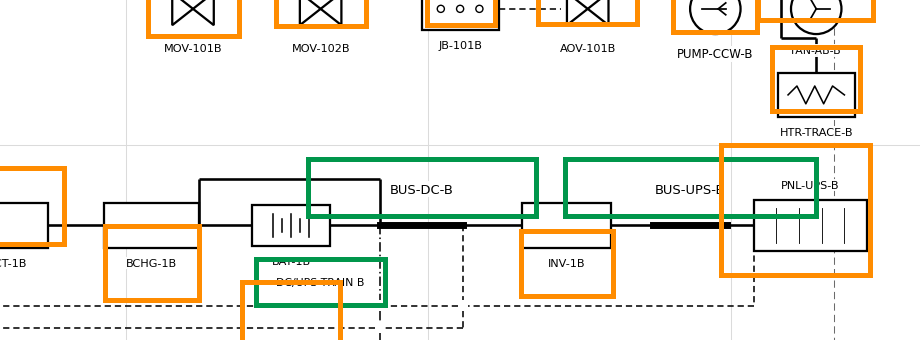 MOV-101B
MOV-102B
JB-101B
AOV-101B
PUMP-CCW-B
FAN-AB-B
HTR-TRACE-B
BUS-DC-B
BUS-UPS-B
PNL-UPS-B
CT-1B
BCHG-1B
BAT-1B
INV-1B
DC/UPS TRAIN B